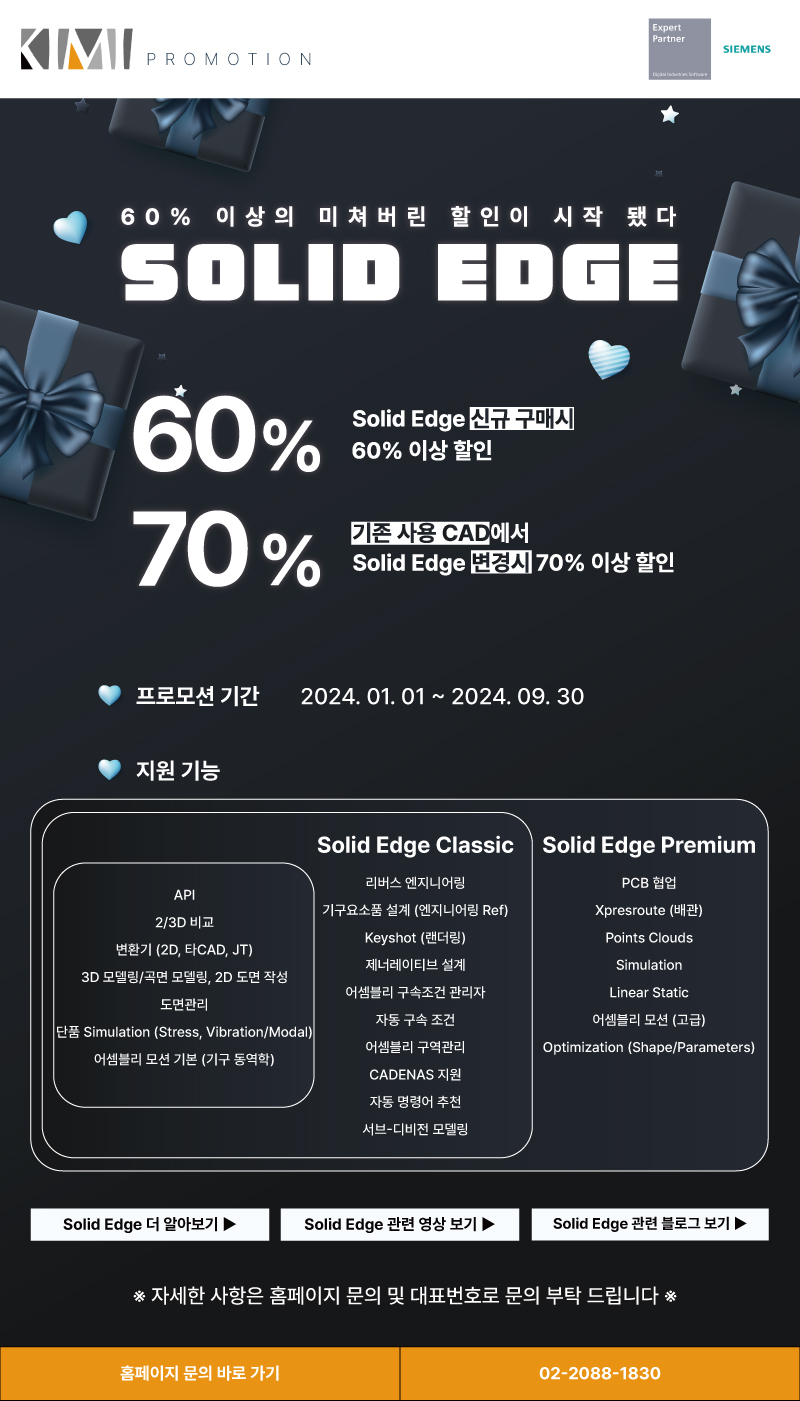 KIMI PROMOTION
Expert
Partner
Digital Industries Software
SIEMENS
60% 이상의 미쳐버린 할인이 시작 됐다
SOLID EDGE
60%
Solid Edge 신규 구매시
60% 이상 할인
70%
기존 사용 CAD에서
Solid Edge 변경시 70% 이상 할인
프로모션 기간 2024. 01. 01 ~ 2024. 09. 30
지원 기능
API
2/3D 비교
변환기 (2D, 타CAD, JT)
3D 모델링/곡면 모델링, 2D 도면 작성
도면관리
단품 Simulation (Stress, Vibration/Modal)
어셈블리 모션 기본 (기구 동역학)
Solid Edge Classic
리버스 엔지니어링
기구요소품 설계 (엔지니어링 Ref)
Keyshot (랜더링)
제너레이티브 설계
어셈블리 구속조건 관리자
자동 구속 조건
어셈블리 구역관리
CADENAS 지원
자동 명령어 추천
서브-디비전 모델링
Solid Edge Premium
PCB 협업
Xpresroute (배관)
Points Clouds
Simulation
Linear Static
어셈블리 모션 (고급)
Optimization (Shape/Parameters)
Solid Edge 더 알아보기 ▶
Solid Edge 관련 영상 보기 ▶
Solid Edge 관련 블로그 보기 ▶
※ 자세한 사항은 홈페이지 문의 및 대표번호로 문의 부탁 드립니다 ※
홈페이지 문의 바로 가기
02-2088-1830